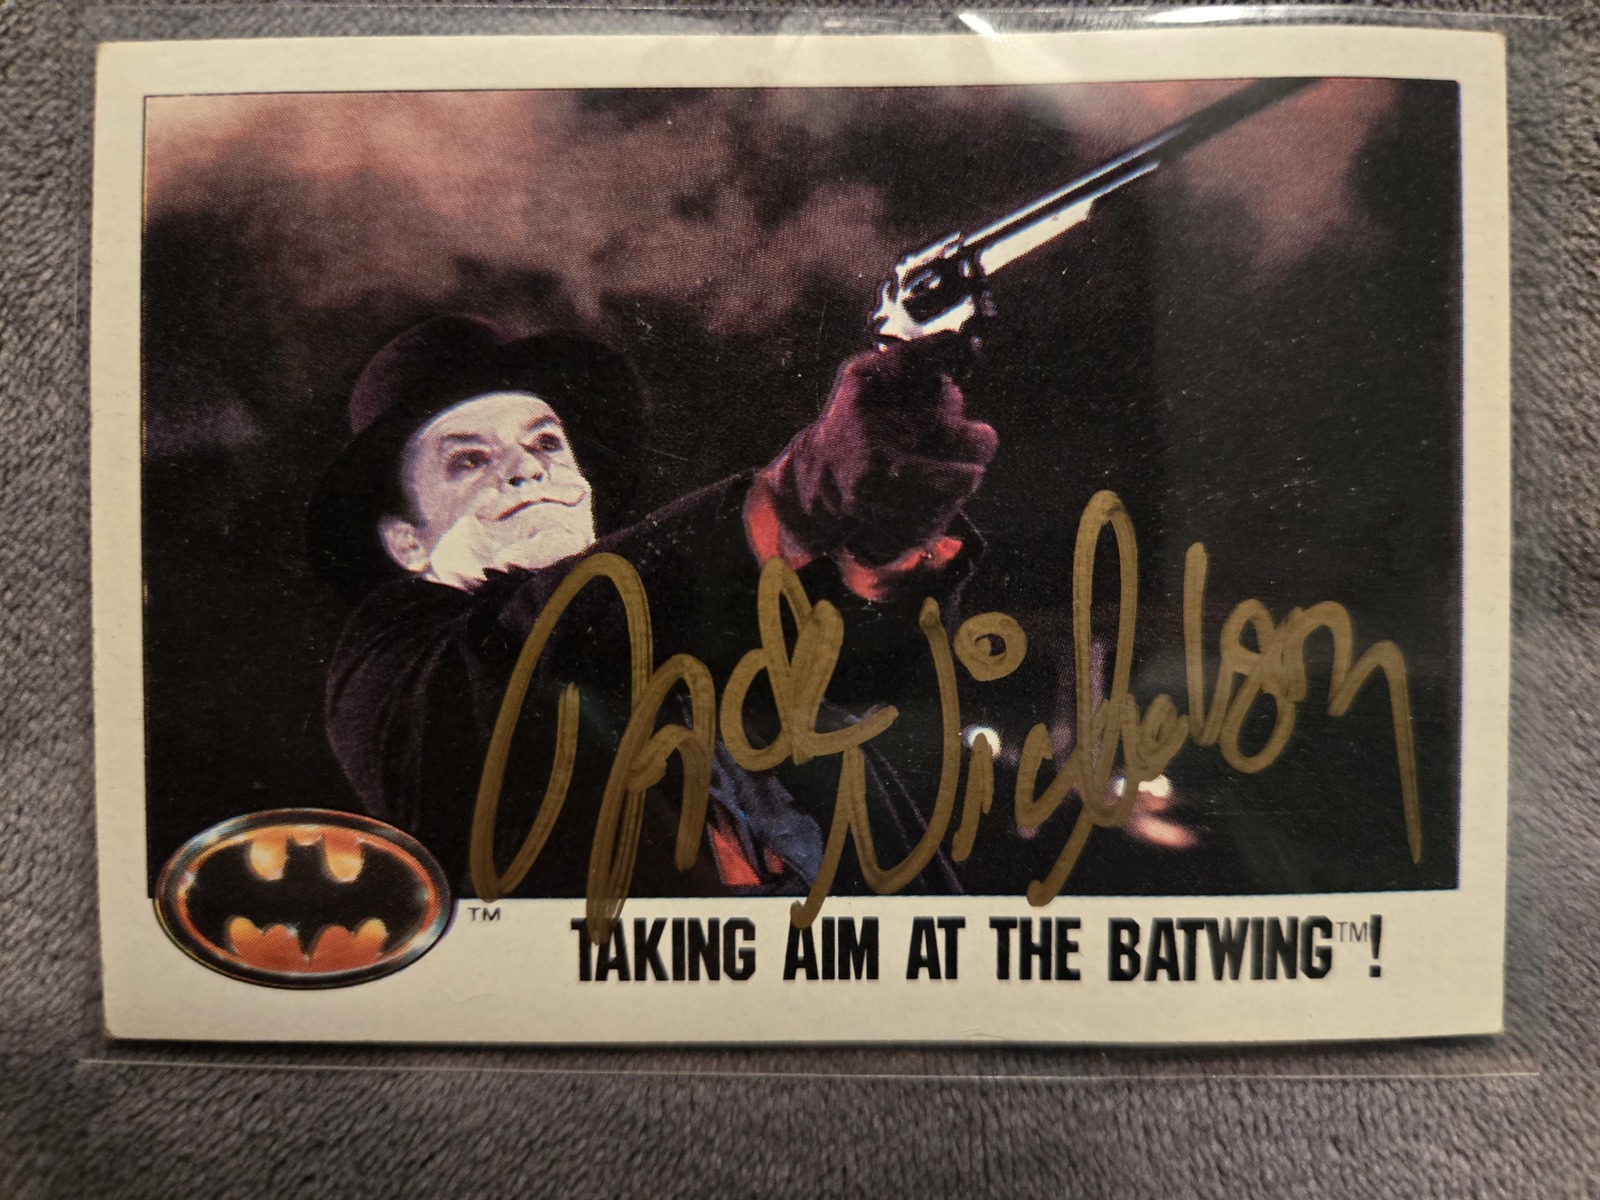 Jack Nicholson
TM
TAKING AIM AT THE BATWING™!